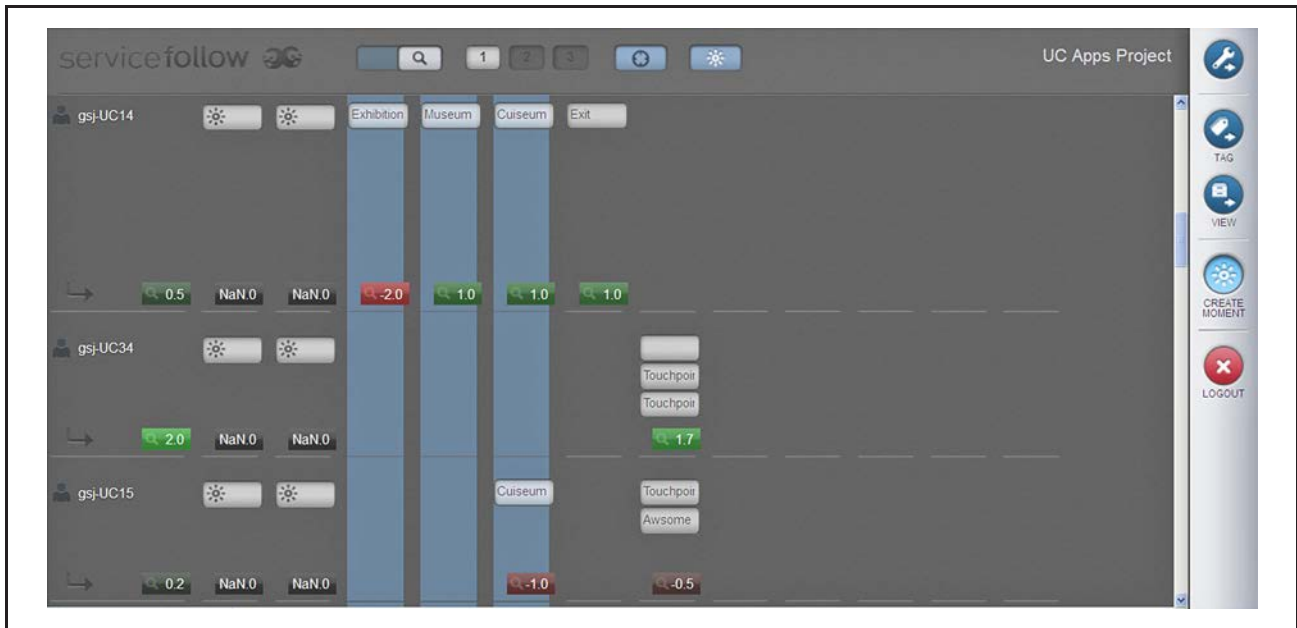 servicefollow
1 2 3
UC Apps Project
gsj-UC14
Exhibition Museum Cuiseum Exit
TAG
VIEW
0.5 NaN.0 NaN.0 -2.0 1.0 1.0 1.0
CREATE
MOMENT
gsj-UC34
Touchpoir
Touchpoir
LOGOUT
2.0 NaN.0 NaN.0 1.7
gsj-UC15
Cuiseum Touchpoir
Awsome
0.2 NaN.0 NaN.0 -1.0 -0.5